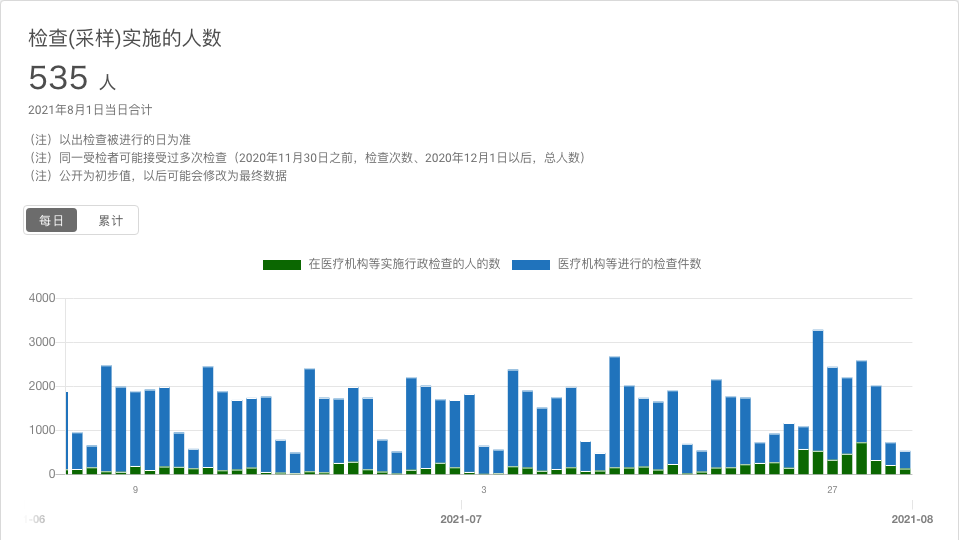 检查(采样)实施的人数
535 人
2021年8月1日当日合计
（注）以出检查被进行的日为准
（注）同一受检者可能接受过多次检查（2020年11月30日之前，检查次数、2020年12月1日以后，总人数）
（注）公开为初步值，以后可能会修改为最终数据
每日 累计
在医疗机构等实施行政检查的人的数 医疗机构等进行的检查件数
4000
3000
2000
1000
0
9 3 27
-06 2021-07 2021-08